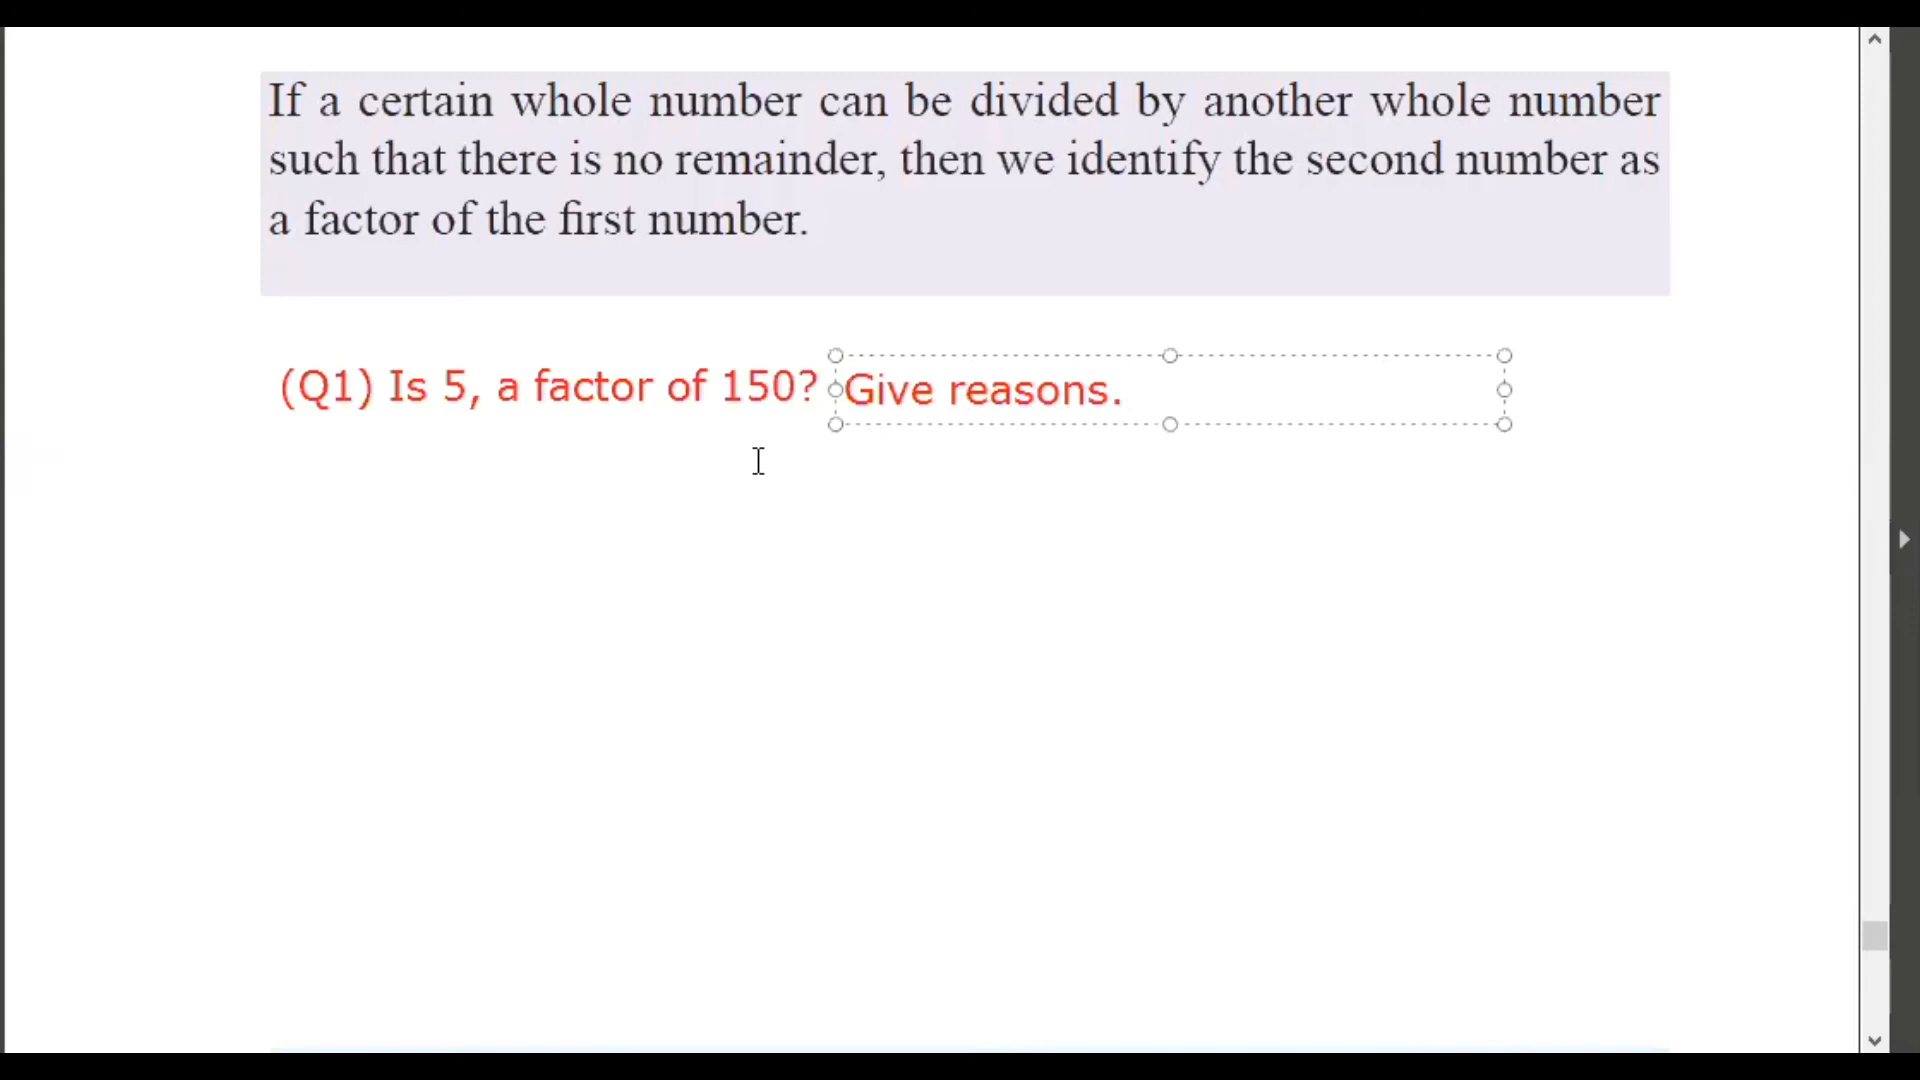 If a certain whole number can be divided by another whole number
such that there is no remainder, then we identify the second number as
a factor of the first number.
(Q1) Is 5, a factor of 150? Give reasons.